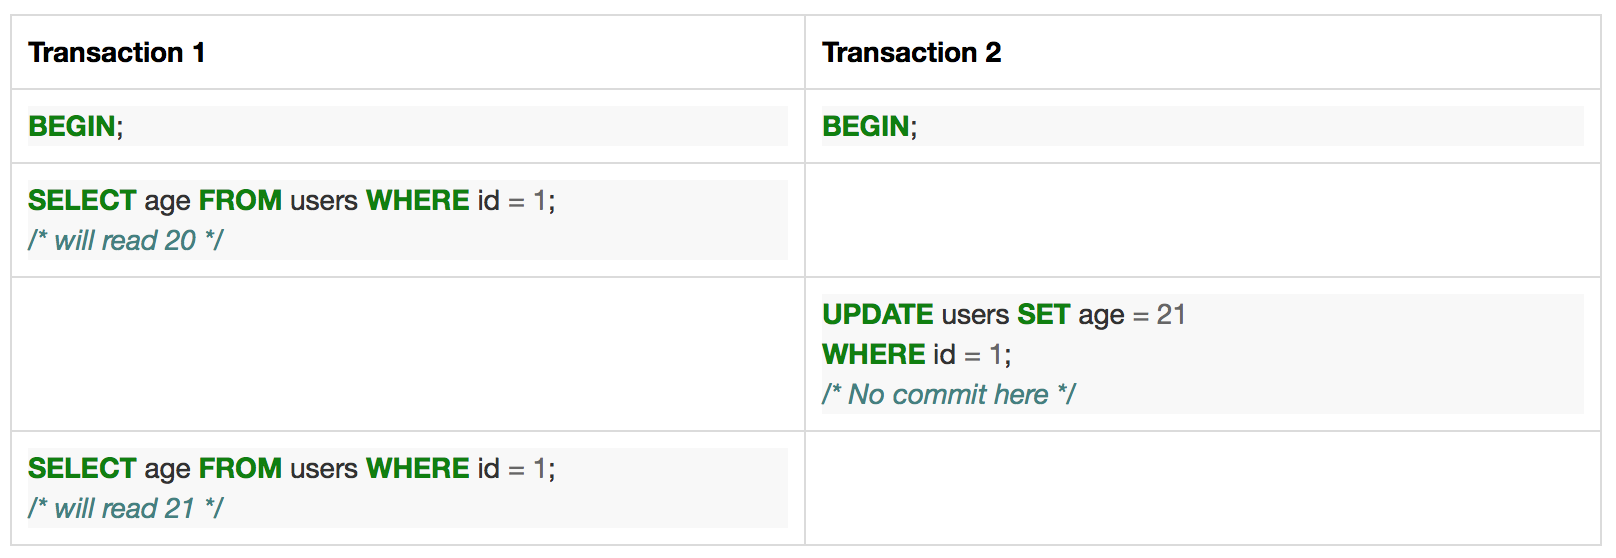 Transaction 1
Transaction 2
BEGIN;
BEGIN;
SELECT age FROM users WHERE id = 1;
/* will read 20 */
UPDATE users SET age = 21
WHERE id = 1;
/* No commit here */
SELECT age FROM users WHERE id = 1;
/* will read 21 */